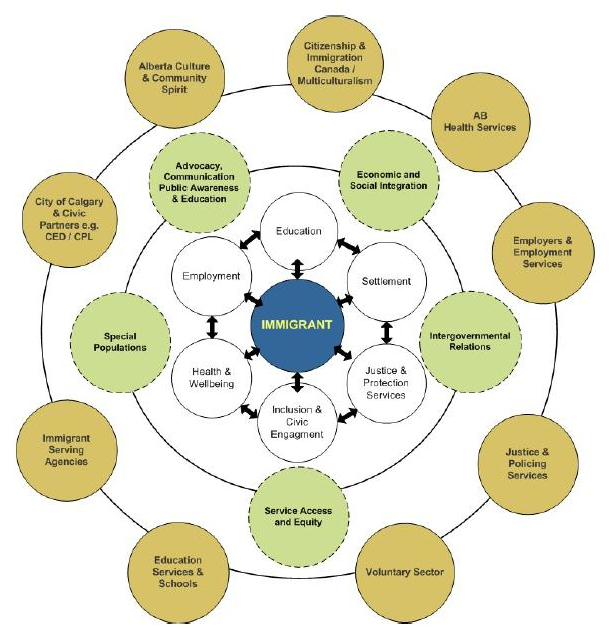 Citizenship &
Immigration
Canada /
Multiculturalism
Alberta Culture
& Community
Spirit
AB
Health Services
Advocacy,
Communication
Public Awareness
& Education
Economic and
Social Integration
City of Calgary
& Civic
Partners e.g.
CED / CPL
Education
Employers &
Employment
Services
Employment
Settlement
IMMIGRANT
Special
Populations
Intergovernmental
Relations
Health &
Wellbeing
Justice &
Protection
Services
Inclusion &
Civic
Engagment
Immigrant
Serving
Agencies
Justice &
Policing
Services
Service Access
and Equity
Education
Services &
Schools
Voluntary Sector